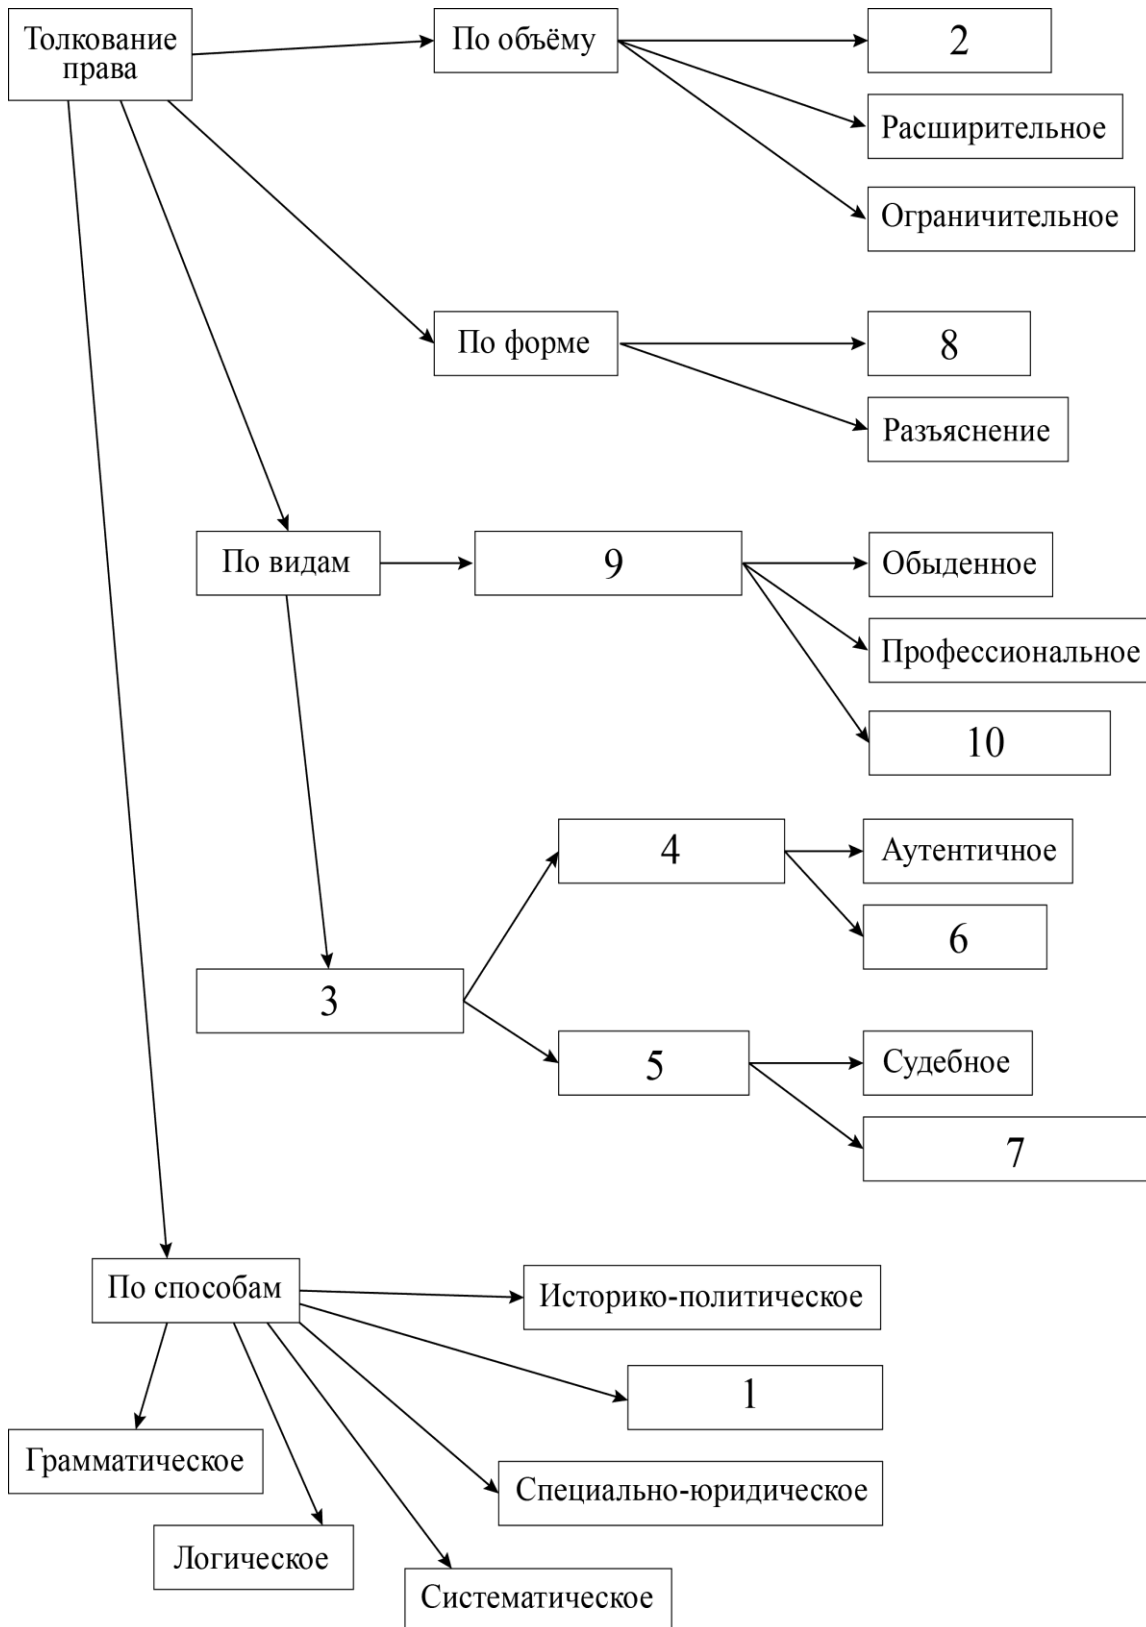 Толкование
права
По объёму
2
Расширительное
Ограничительное
По форме
8
Разъяснение
По видам
9
Обыденное
Профессиональное
10
4
Аутентичное
6
3
5
Судебное
7
По способам
Историко-политическое
1
Грамматическое
Специально-юридическое
Логическое
Систематическое